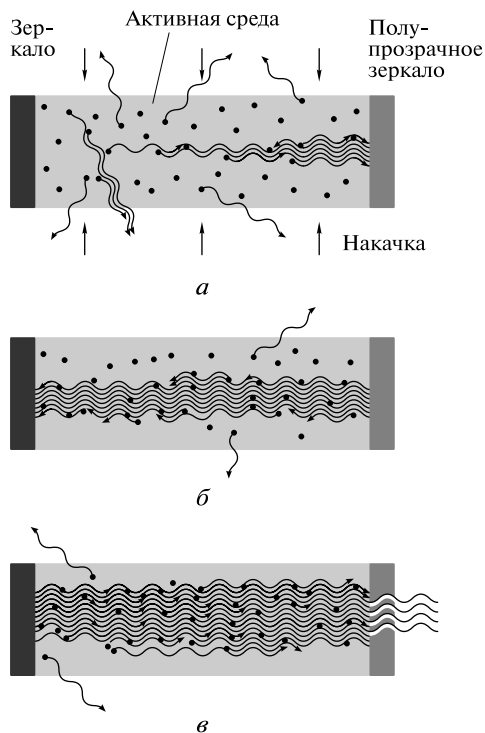 Зер-
кало
Активная среда
Полу-
прозрачное
зеркало
Накачка
а
б
в